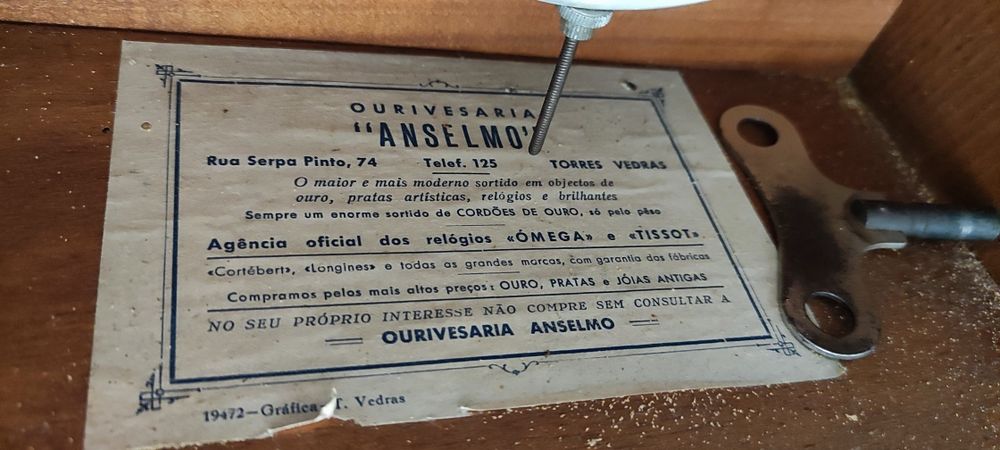 OURIVESARIA
"ANSELMO"
Rua Serpa Pinto, 74 Telef. 125 TORRES VEDRAS
O maior e mais moderno sortido em objectos de
ouro, pratas artísticas, relógios e brilhantes
Sempre um enorme sortido de CORDÕES DE OURO, só pelo pêso
Agência oficial dos relógios «ÓMEGA» e «TISSOT».
«Cortébert», «Longines» e todas as grandes marcas, com garantia das fábricas
Compramos pelos mais altos preços: OURO, PRATAS e JÓIAS ANTIGAS
NO SEU PRÓPRIO INTERESSE NÃO COMPRE SEM CONSULTAR A
OURIVESARIA ANSELMO
19472—Gráfica—T. Vedras